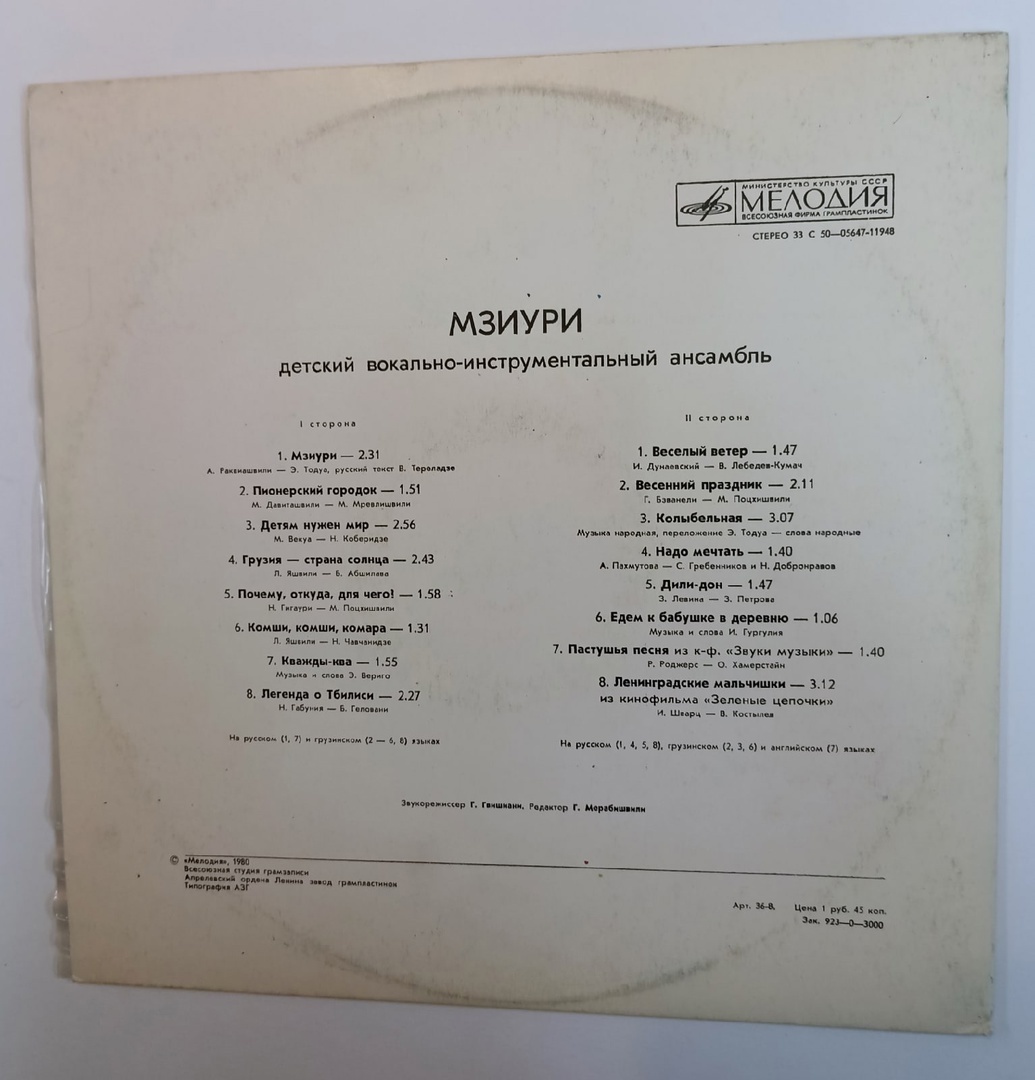 МИНИСТЕРСТВО КУЛЬТУРЫ СССР
МЕЛОДИЯ
ВСЕСОЮЗНАЯ ФИРМА ГРАМПЛАСТИНОК
СТЕРЕО 33 С 50—05647-11948
МЗИУРИ
детский вокально-инструментальный ансамбль
I сторона
1. Мзиури — 2.31
А. Раквиашвили — Э. Тодуа, русский текст В. Тороладзе
2. Пионерский городок — 1.51
М. Давиташвили — М. Мревлишвили
3. Детям нужен мир — 2.56
М. Векуа — Н. Коберидзе
4. Грузия — страна солнца — 2.43
Л. Яшвили — Б. Абшилава
5. Почему, откуда, для чего! — 1.58
Н. Гигаури — М. Поцхишвили
6. Комши, комши, комара — 1.31
Л. Яшвили — Н. Чавчанидзе
7. Кважды-ква — 1.55
Музыка и слова Э. Вериго
8. Легенда о Тбилиси — 2.27
Н. Габуния — Б. Геловани
На русском (1, 7) и грузинском (2 — 6, 8) языках
II сторона
1. Веселый ветер — 1.47
И. Дунаевский — В. Лебедев-Кумач
2. Весенний праздник — 2.11
Г. Бзванели — М. Поцхишвили
3. Колыбельная — 3.07
Музыка народная, переложение Э. Тодуа — слова народные
4. Надо мечтать — 1.40
А. Пахмутова — С. Гребенников и Н. Добронравов
5. Дили-дон — 1.47
З. Левина — З. Петрова
6. Едем к бабушке в деревню — 1.06
Музыка и слова И. Гургулия
7. Пастушья песня из к-ф. «Звуки музыки» — 1.40
Р. Роджерс — О. Хамерстайн
8. Ленинградские мальчишки — 3.12
из кинофильма «Зеленые цепочки»
И. Шварц — В. Костылев
На русском (1, 4, 5, 8), грузинском (2, 3, 6) и английском (7) языках
Звукорежиссер Г. Гвишиани, Редактор Г. Мерабишвили
© «Мелодия», 1980
Всесоюзная студия грамзаписи
Апрелевский ордена Ленина завод грампластинок
Типография АЗГ
Арт. 36-8. Цена 1 руб. 45 коп.
Зак. 923—0—3000